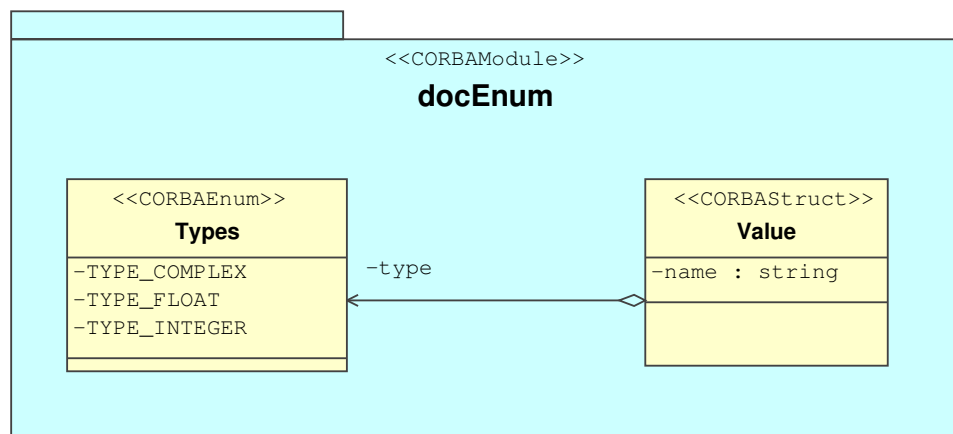 <<CORBAModule>>
docEnum
<<CORBAEnum>>
Types
-TYPE_COMPLEX
-TYPE_FLOAT
-TYPE_INTEGER
-type
<<CORBAStruct>>
Value
-name : string